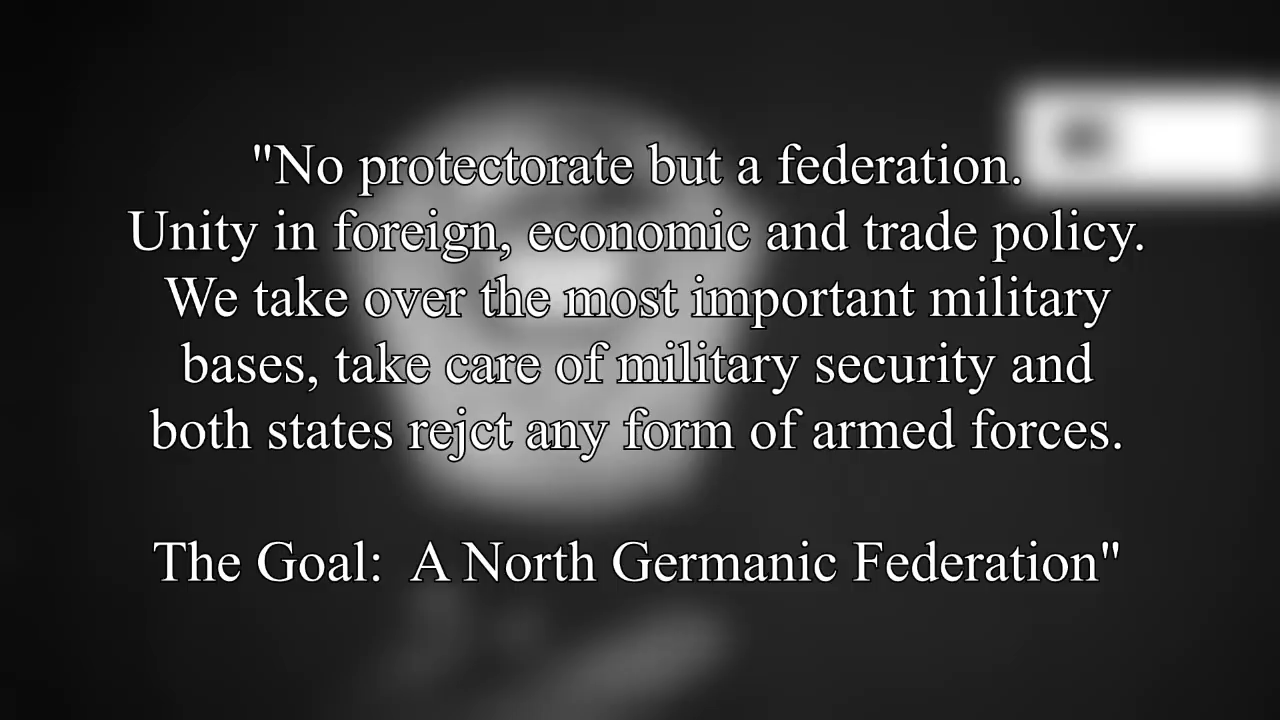 "No protectorate but a federation.
Unity in foreign, economic and trade policy.
We take over the most important military
bases, take care of military security and
both states rejct any form of armed forces.
The Goal:  A North Germanic Federation"